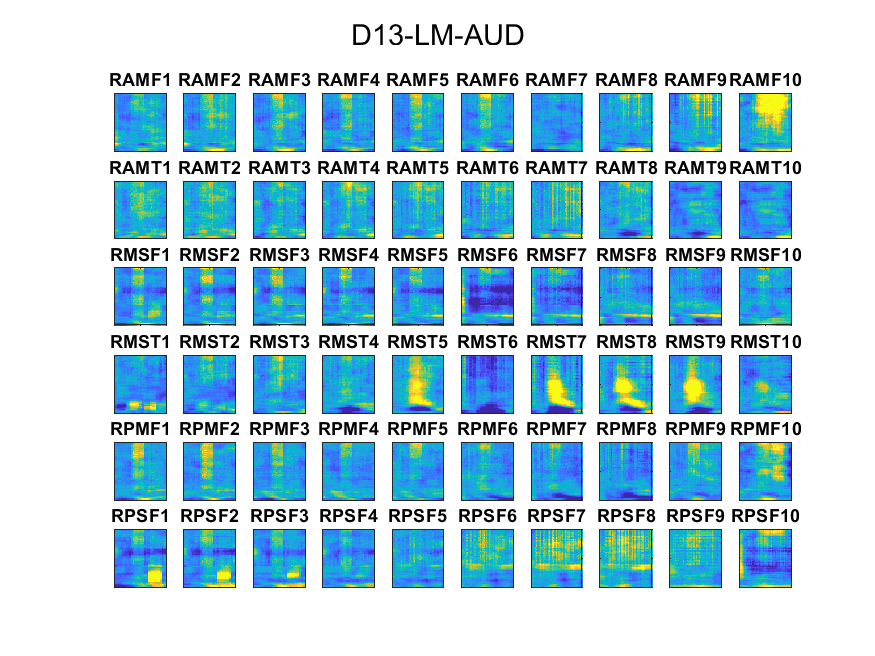 D13-LM-AUD
RAMF1 RAMF2 RAMF3 RAMF4 RAMF5 RAMF6 RAMF7 RAMF8 RAMF9 RAMF10
RAMT1 RAMT2 RAMT3 RAMT4 RAMT5 RAMT6 RAMT7 RAMT8 RAMT9 RAMT10
RMSF1 RMSF2 RMSF3 RMSF4 RMSF5 RMSF6 RMSF7 RMSF8 RMSF9 RMSF10
RMST1 RMST2 RMST3 RMST4 RMST5 RMST6 RMST7 RMST8 RMST9 RMST10
RPMF1 RPMF2 RPMF3 RPMF4 RPMF5 RPMF6 RPMF7 RPMF8 RPMF9 RPMF10
RPSF1 RPSF2 RPSF3 RPSF4 RPSF5 RPSF6 RPSF7 RPSF8 RPSF9 RPSF10